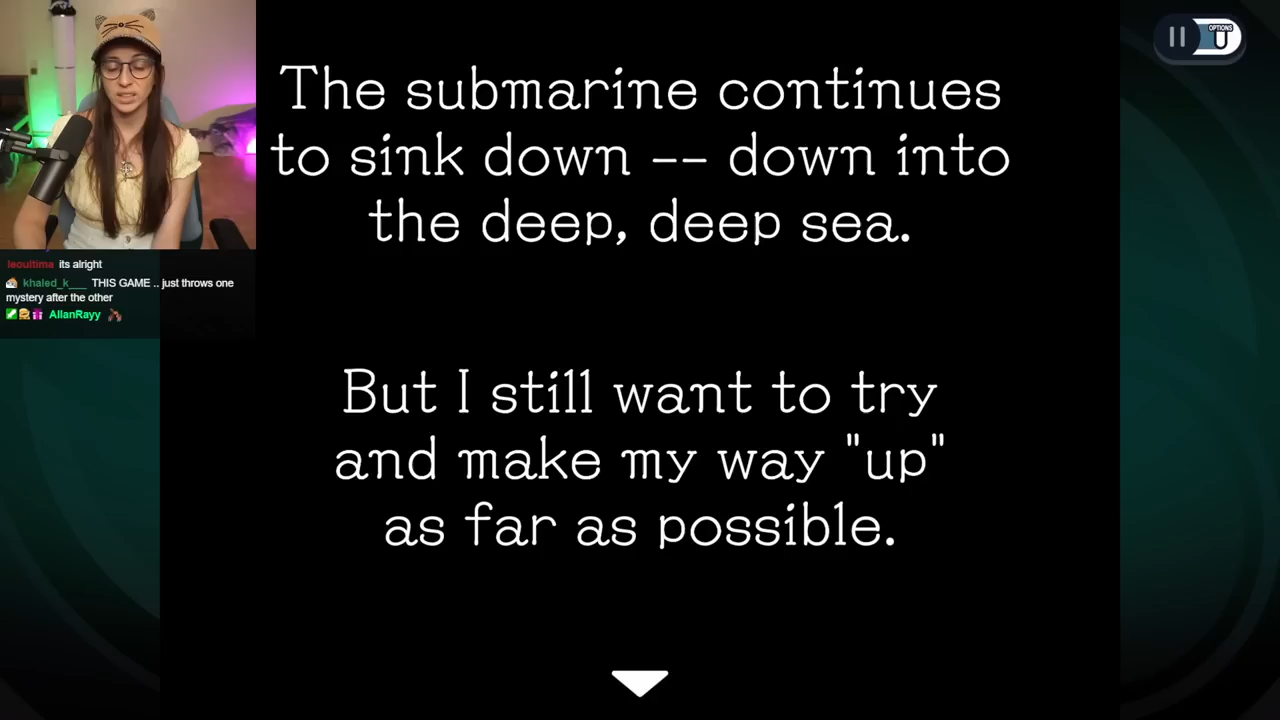 The submarine continues
to sink down -- down into
the deep, deep sea.
But I still want to try
and make my way "up"
as far as possible.
OPTIONS
leoultima its alright
khaled_k___ THIS GAME .. just throws one
mystery after the other
AllanRayy